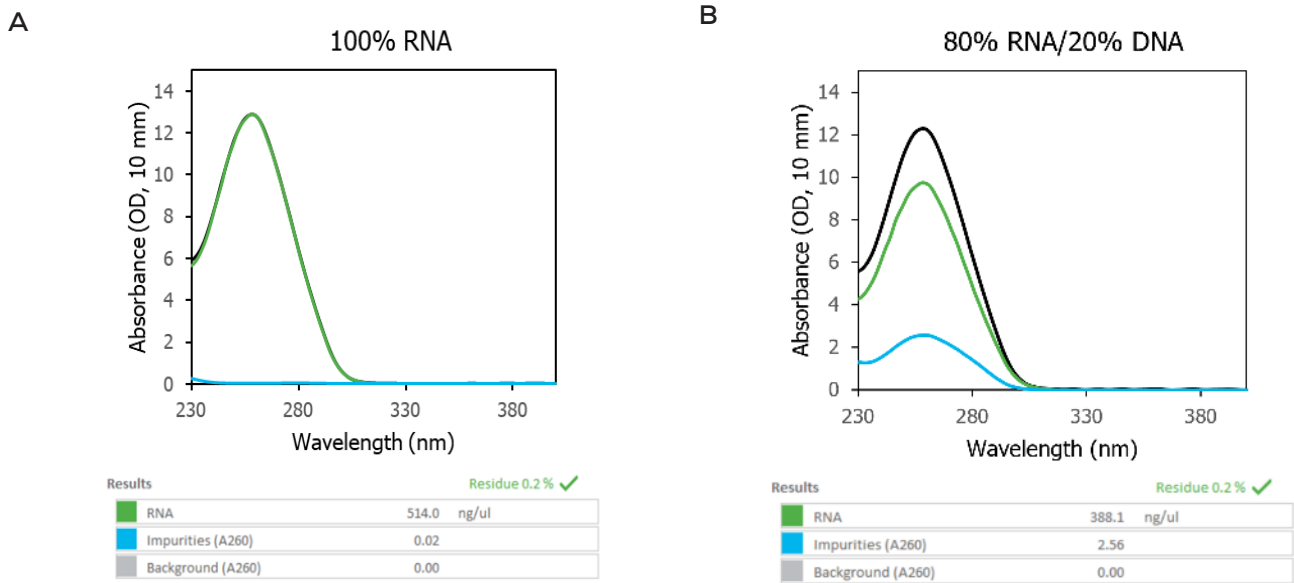 A
100% RNA
Absorbance (OD, 10 mm)
14
12
10
8
6
4
2
0
230 280 330 380
Wavelength (nm)
Results Residue 0.2 %
RNA 514.0 ng/ul
Impurities (A260) 0.02
Background (A260) 0.00
B
80% RNA/20% DNA
Absorbance (OD, 10 mm)
14
12
10
8
6
4
2
0
230 280 330 380
Wavelength (nm)
Results Residue 0.2 %
RNA 388.1 ng/ul
Impurities (A260) 2.56
Background (A260) 0.00